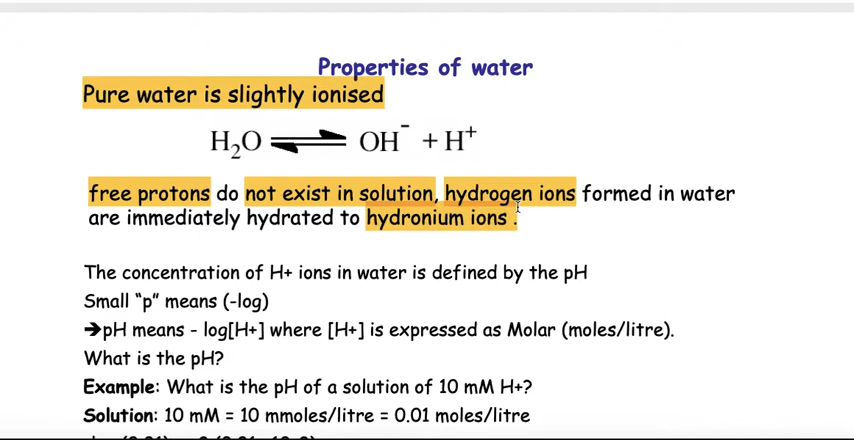 Properties of water
Pure water is slightly ionised
H₂O ⇌ OH⁻ + H⁺
free protons do not exist in solution, hydrogen ions formed in water
are immediately hydrated to hydronium ions .
The concentration of H+ ions in water is defined by the pH
Small “p” means (-log)
➔pH means - log[H+] where [H+] is expressed as Molar (moles/litre).
What is the pH?
Example: What is the pH of a solution of 10 mM H+?
Solution: 10 mM = 10 mmoles/litre = 0.01 moles/litre